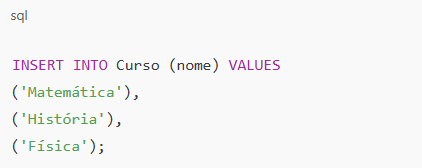 sql
INSERT INTO Curso (nome) VALUES
('Matemática'),
('História'),
('Física');